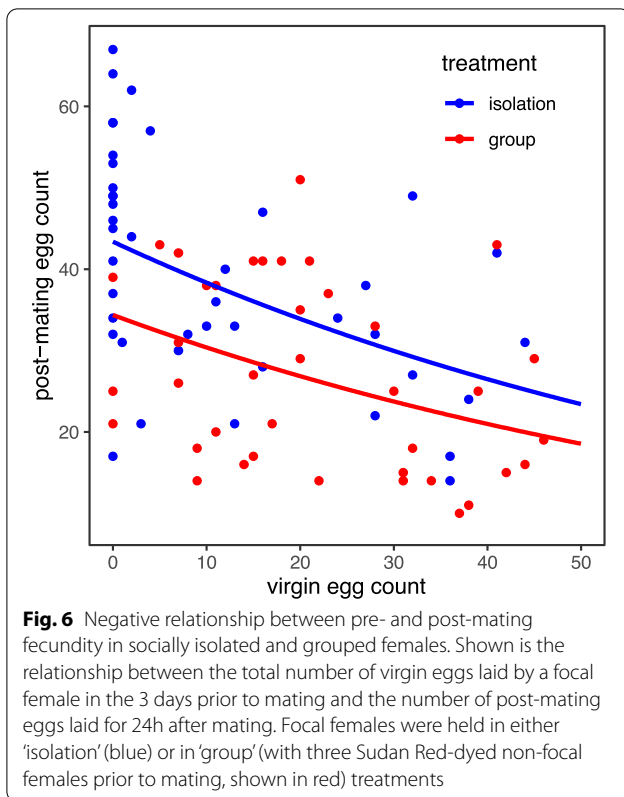 treatment
isolation
group
60
40
20
post-mating egg count
0
10
20
30
40
50
virgin egg count
Fig. 6 Negative relationship between pre- and post-mating
fecundity in socially isolated and grouped females. Shown is the
relationship between the total number of virgin eggs laid by a focal
female in the 3 days prior to mating and the number of post-mating
eggs laid for 24h after mating. Focal females were held in either
‘isolation’ (blue) or in ‘group’ (with three Sudan Red-dyed non-focal
females prior to mating, shown in red) treatments